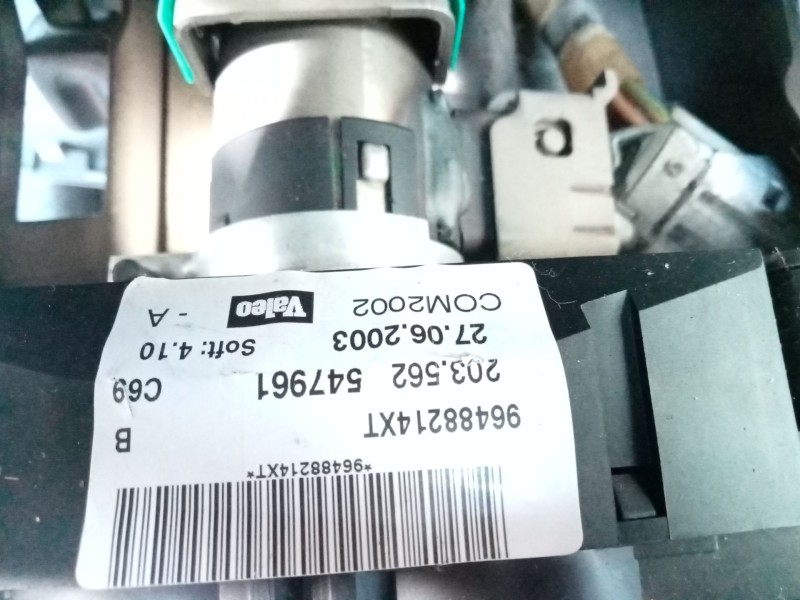 *96488214XT*
96488214XT B
203.562 547961 C69
27.06.2003 Soft: 4.10
COM2002 Valeo - A